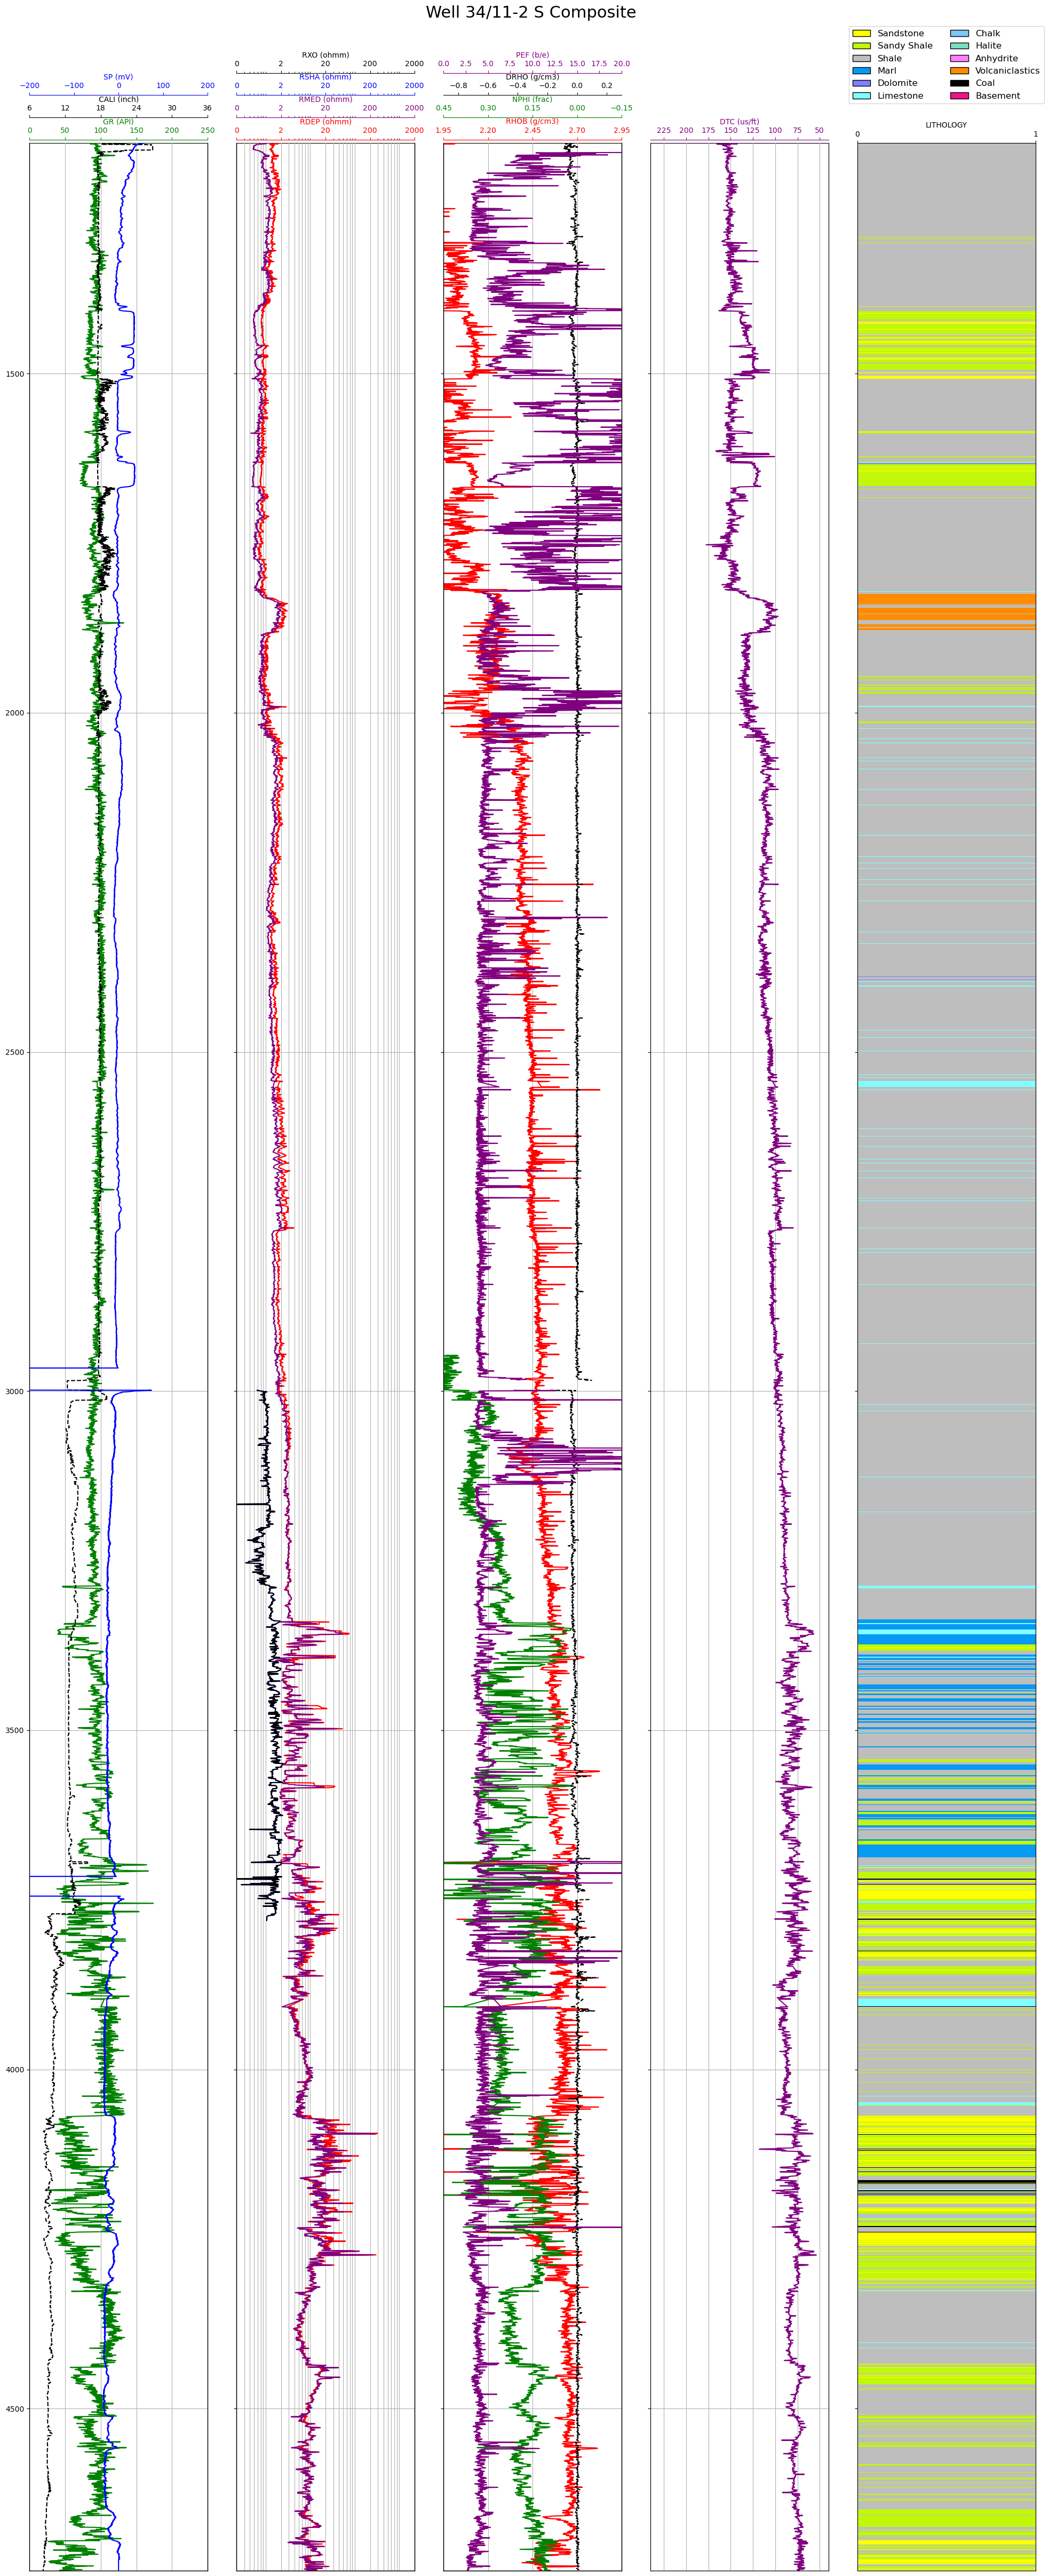 Well 34/11-2 S Composite
Sandstone
Sandy Shale
Shale
Marl
Dolomite
Limestone
Chalk
Halite
Anhydrite
Volcaniclastics
Coal
Basement
SP (mV)
−200 −100 0 100 200
CALI (inch)
6 12 18 24 30 36
GR (API)
0 50 100 150 200 250
RXO (ohmm)
0 2 20 200 2000
RSHA (ohmm)
0 2 20 200 2000
RMED (ohmm)
0 2 20 200 2000
RDEP (ohmm)
0 2 20 200 2000
PEF (b/e)
0.0 2.5 5.0 7.5 10.0 12.5 15.0 17.5 20.0
DRHO (g/cm3)
−0.8 −0.6 −0.4 −0.2 0.0 0.2
NPHI (frac)
0.45 0.30 0.15 0.00 −0.15
RHOB (g/cm3)
1.95 2.20 2.45 2.70 2.95
DTC (us/ft)
225 200 175 150 125 100 75 50
LITHOLOGY
0 1
1500
2000
2500
3000
3500
4000
4500